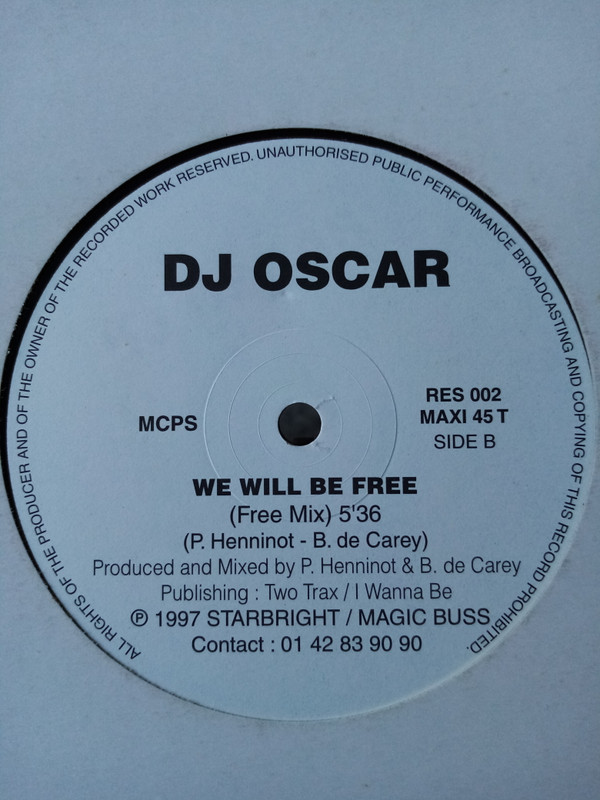 ALL RIGHTS OF THE PRODUCER AND OF THE OWNER OF THE RECORDED WORK RESERVED. UNAUTHORISED PUBLIC PERFORMANCE BROADCASTING AND COPYING OF THIS RECORD PROHIBITED.
DJ OSCAR
MCPS
RES 002
MAXI 45 T
SIDE B
WE WILL BE FREE
(Free Mix) 5'36
(P. Henninot - B. de Carey)
Produced and Mixed by P. Henninot & B. de Carey
Publishing : Two Trax / I Wanna Be
℗ 1997 STARBRIGHT / MAGIC BUSS
Contact : 01 42 83 90 90